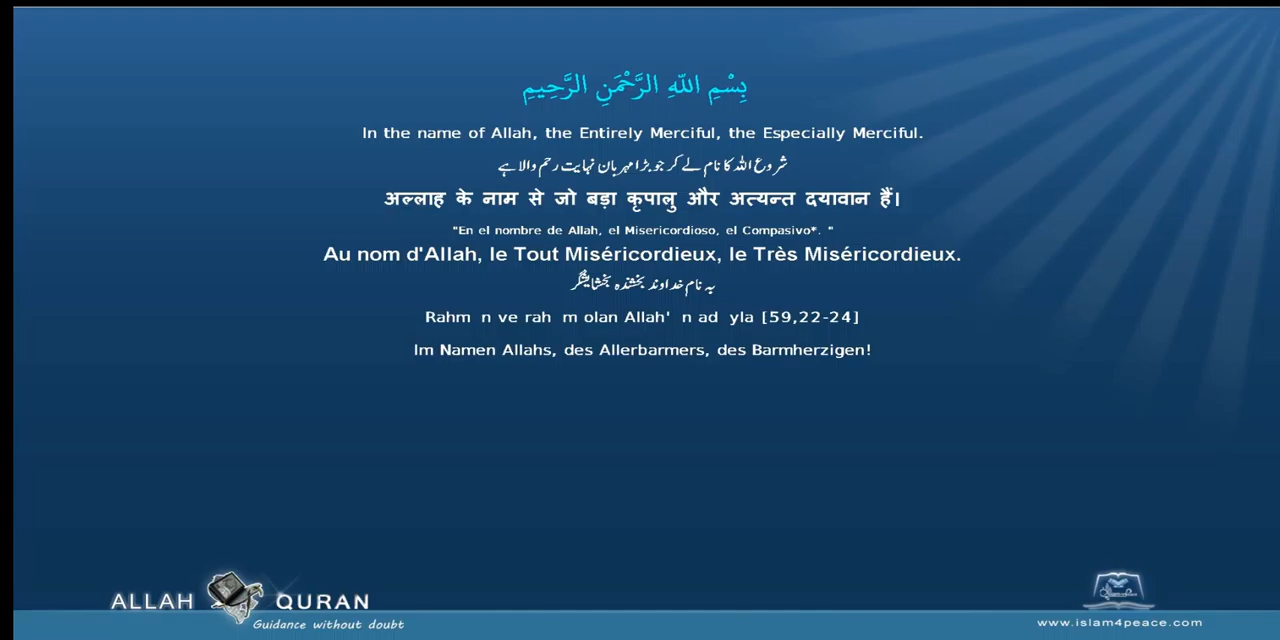 بِسْمِ اللَّهِ الرَّحْمَنِ الرَّحِيمِ
In the name of Allah, the Entirely Merciful, the Especially Merciful.
شروع الله کا نام لے کر جو بڑا مہربان نہایت رحم والا ہے
अल्लाह के नाम से जो बड़ा कृपालु और अत्यन्त दयावान हैं।
"En el nombre de Allah, el Misericordioso, el Compasivo*. "
Au nom d'Allah, le Tout Miséricordieux, le Très Miséricordieux.
به نام خداوند بخشنده بخشایشگر
Rahm n ve rah m olan Allah' n ad yla [59,22-24]
Im Namen Allahs, des Allerbarmers, des Barmherzigen!
ALLAH QURAN
Guidance without doubt
www.islam4peace.com